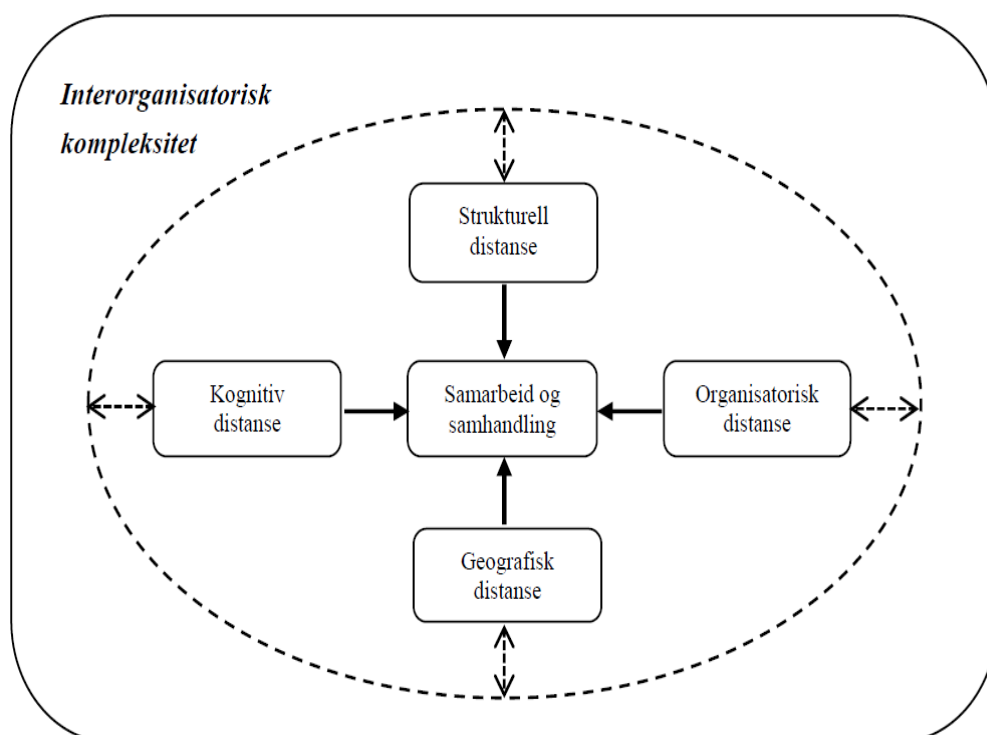 Interorganisatorisk
kompleksitet
Strukturell
distanse
Kognitiv
distanse
Samarbeid og
samhandling
Organisatorisk
distanse
Geografisk
distanse